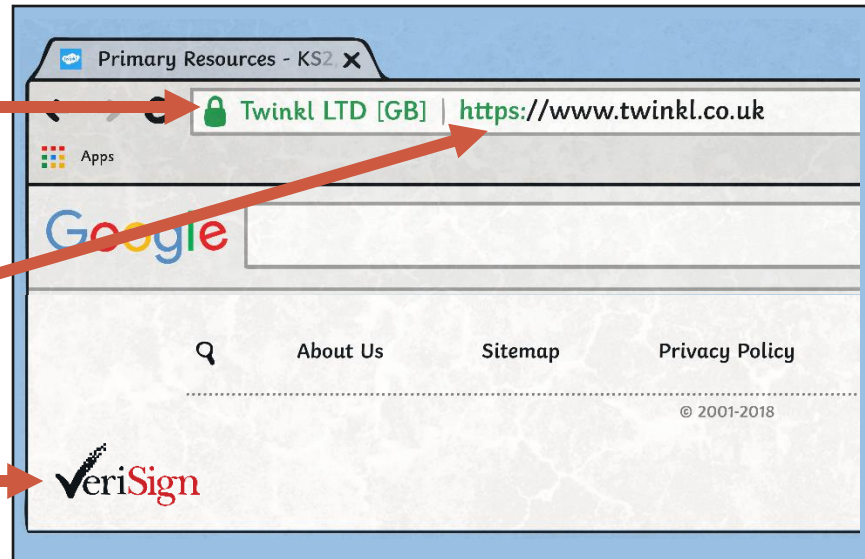 Primary Resources - KS2
Twinkl LTD [GB] | https://www.twinkl.co.uk
Apps
Google
About Us Sitemap Privacy Policy
© 2001-2018
VeriSign